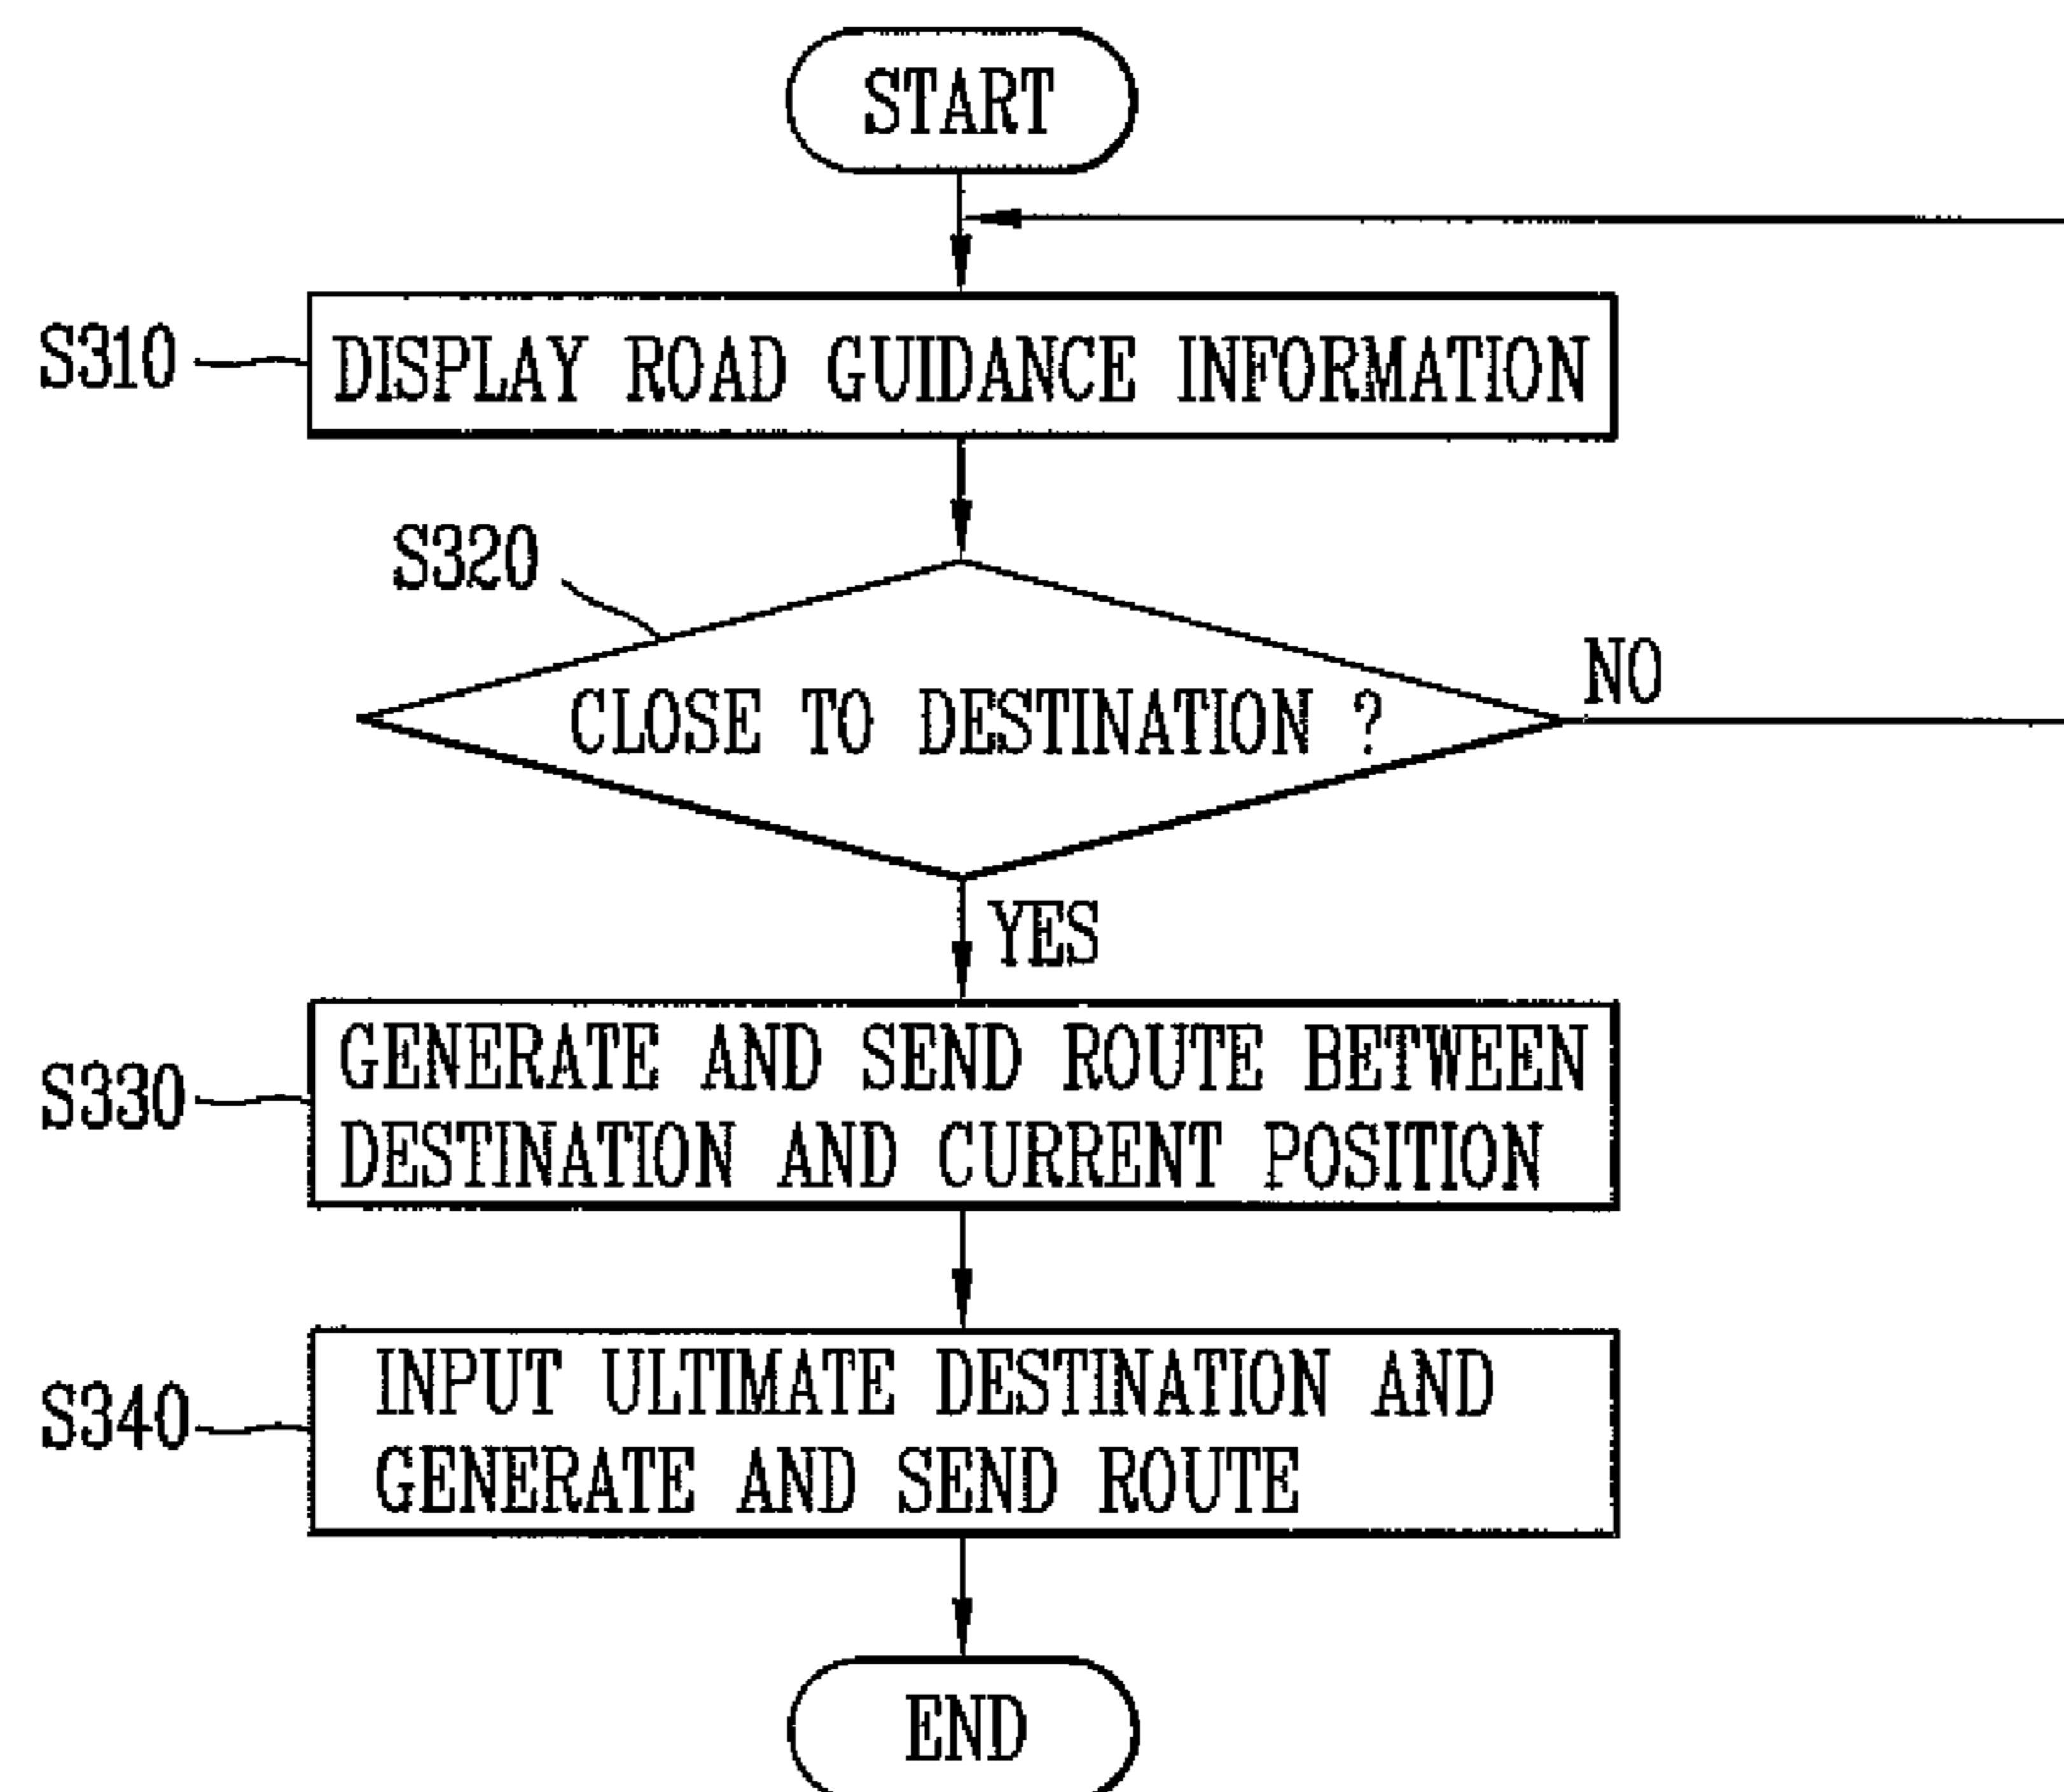 START
S310
DISPLAY ROAD GUIDANCE INFORMATION
S320
CLOSE TO DESTINATION ?
NO
YES
S330
GENERATE AND SEND ROUTE BETWEEN
DESTINATION AND CURRENT POSITION
S340
INPUT ULTIMATE DESTINATION AND
GENERATE AND SEND ROUTE
END